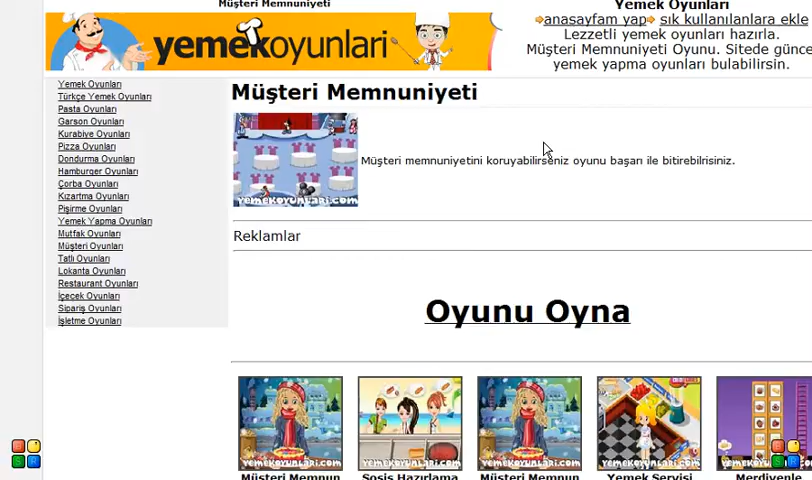 Müşteri Memnuniyeti
Yemek Oyunları
anasayfam yap sık kullanılanlara ekle
Lezzetli yemek oyunları hazırla.
Müşteri Memnuniyeti Oyunu. Sitede günce
yemek yapma oyunları bulabilirsin.
yemekoyunlari
Yemek Oyunları
Türkçe Yemek Oyunları
Pasta Oyunları
Garson Oyunları
Kurabiye Oyunları
Pizza Oyunları
Dondurma Oyunları
Hamburger Oyunları
Çorba Oyunları
Kızartma Oyunları
Pişirme Oyunları
Yemek Yapma Oyunları
Mutfak Oyunları
Müşteri Oyunları
Tatlı Oyunları
Lokanta Oyunları
Restaurant Oyunları
İçecek Oyunları
Sipariş Oyunları
İşletme Oyunları
Müşteri Memnuniyeti
yemekoyunlari.com
Müşteri memnuniyetini koruyabilirseniz oyunu başarı ile bitirebilrisiniz.
Reklamlar
Oyunu Oyna
yemekoyunlari.com yemekoyunlari.com yemekoyunlari.com yemekoyunlari.com
Müşteri Memnun Sosis Hazırlama Müşteri Memnun Yemek Servisi Merdivenle